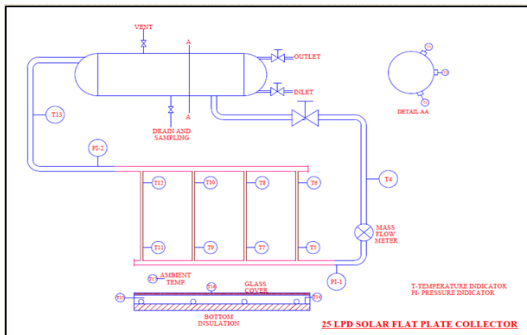 VENT
A
OUTLET
INLET
A
DRAIN AND
SAMPLING
DETAIL AA
T13
PI-2
T12
T10
T8
T6
T4
MASS
FLOW
METER
T11
T9
T7
T5
AMBIENT
TEMP.
GLASS
COVER
PI-1
BOTTOM
INSULATION
T-TEMPERATURE INDICATOR
PI- PRESSURE INDICATOR
25 LPD SOLAR FLAT PLATE COLLECTOR